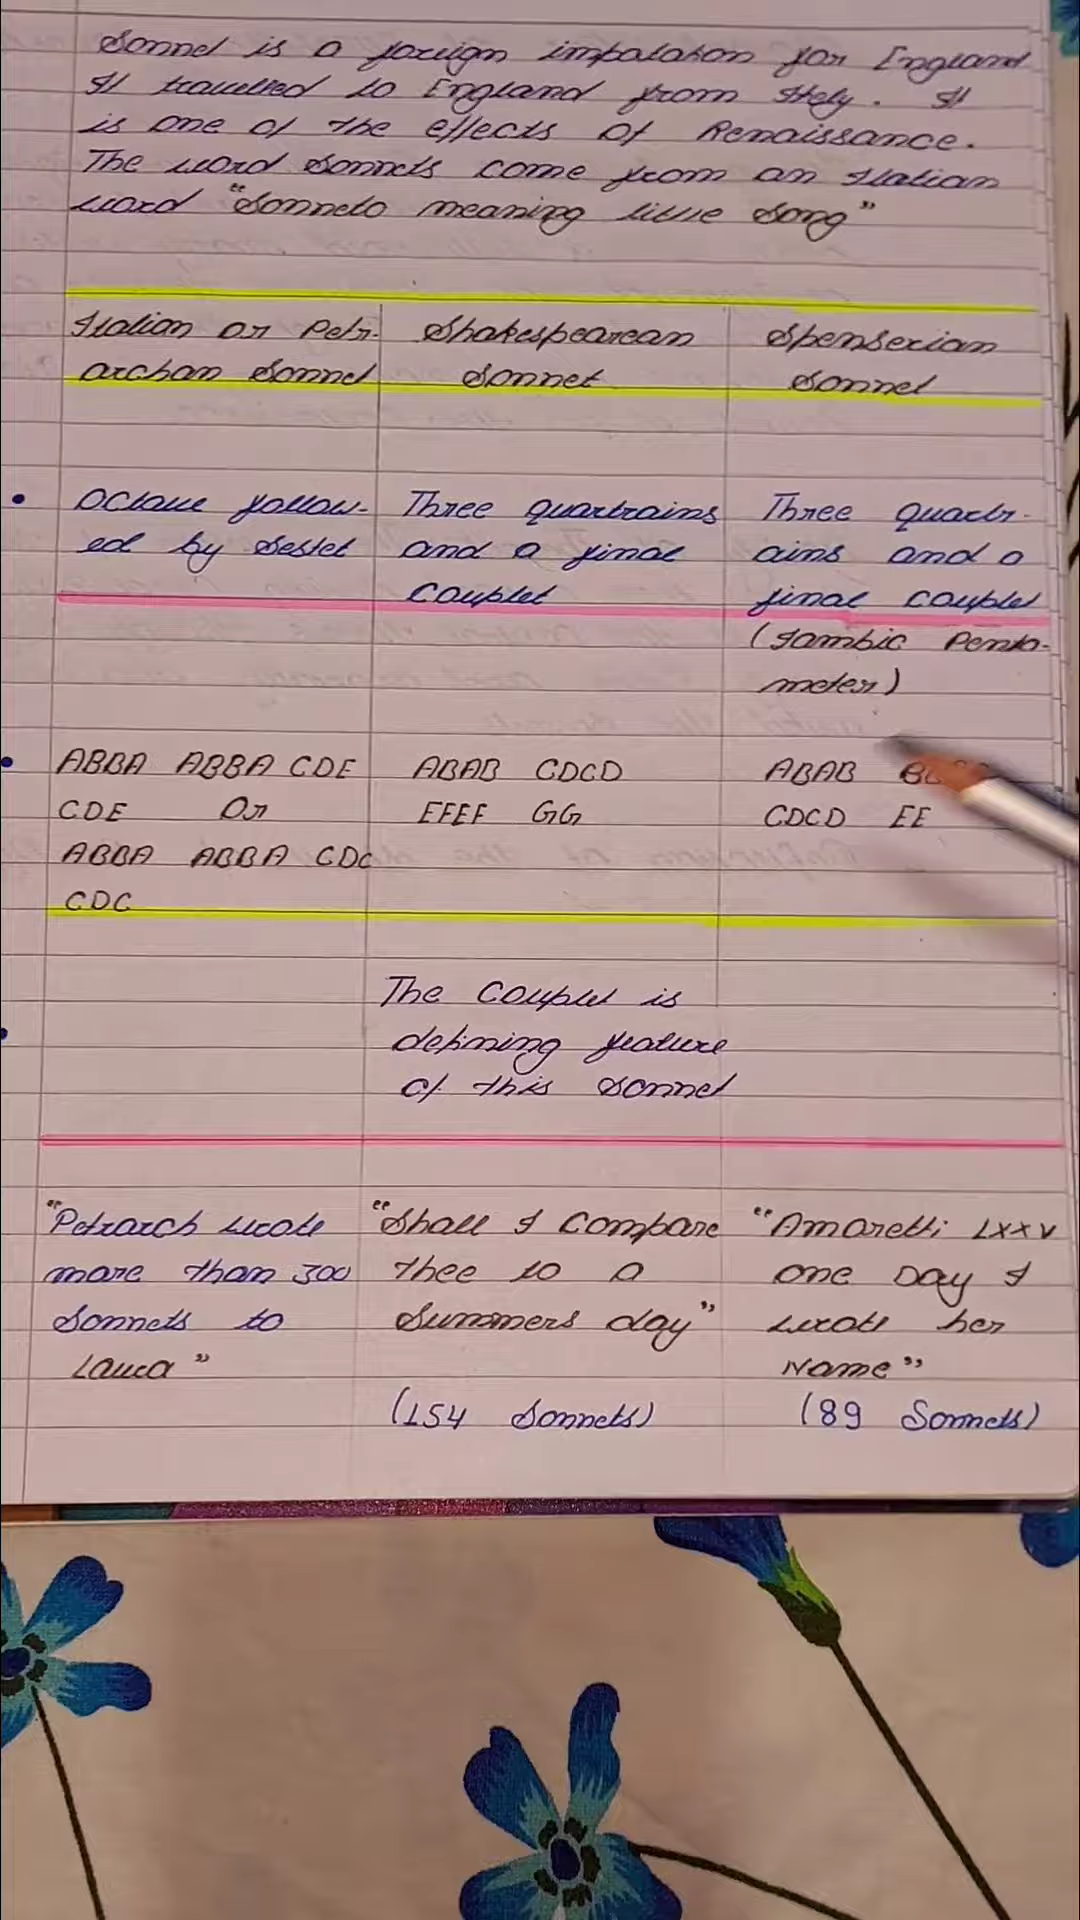 Sonnet is a foreign impotation for England
It travelled to England from Itely. It
is one of the effects of Renaissance.
The word Sonnets come from an Italian
word "Sonneto meaning little song"
Italian or Petr-
archan Sonnet
Shakespearean
Sonnet
Spenserian
Sonnet
Octave follow-
ed by Sestet
Three quartrains
and a final
Couplet
Three quartr-
ains and a
final couplet
(Iambic Penta-
meter)
ABBA ABBA CDE
CDE Or
ABBA ABBA CDC
CDC
ABAB CDCD
EFEF GG
ABAB
CDCD EE
The Couplet is
defining feature
of this sonnet
"Petrarch wrote
more than 300
Sonnets to
Laura"
"Shall I Compare
thee to a
Summers day"
(154 Sonnets)
"Amoretti LXXV
one Day I
wrote her
Name"
(89 Sonnets)